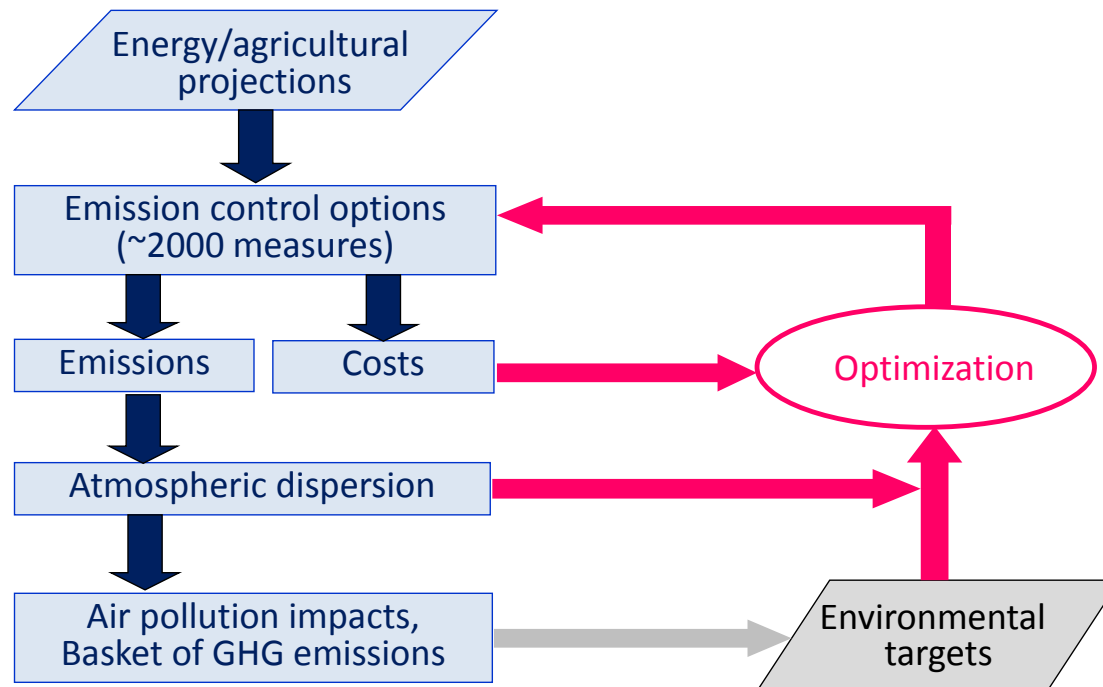 Energy/agricultural
projections
Emission control options
(~2000 measures)
Emissions
Costs
Optimization
Atmospheric dispersion
Air pollution impacts,
Basket of GHG emissions
Environmental
targets